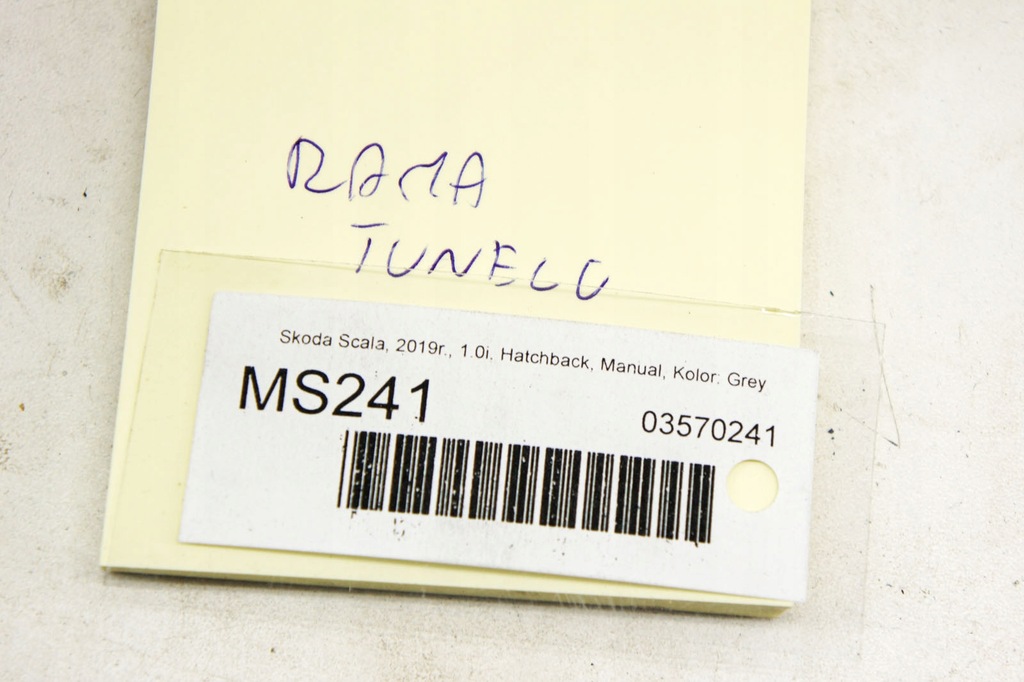 RAMA
TUNELU
Skoda Scala, 2019r., 1.0i, Hatchback, Manual, Kolor: Grey
MS241
03570241